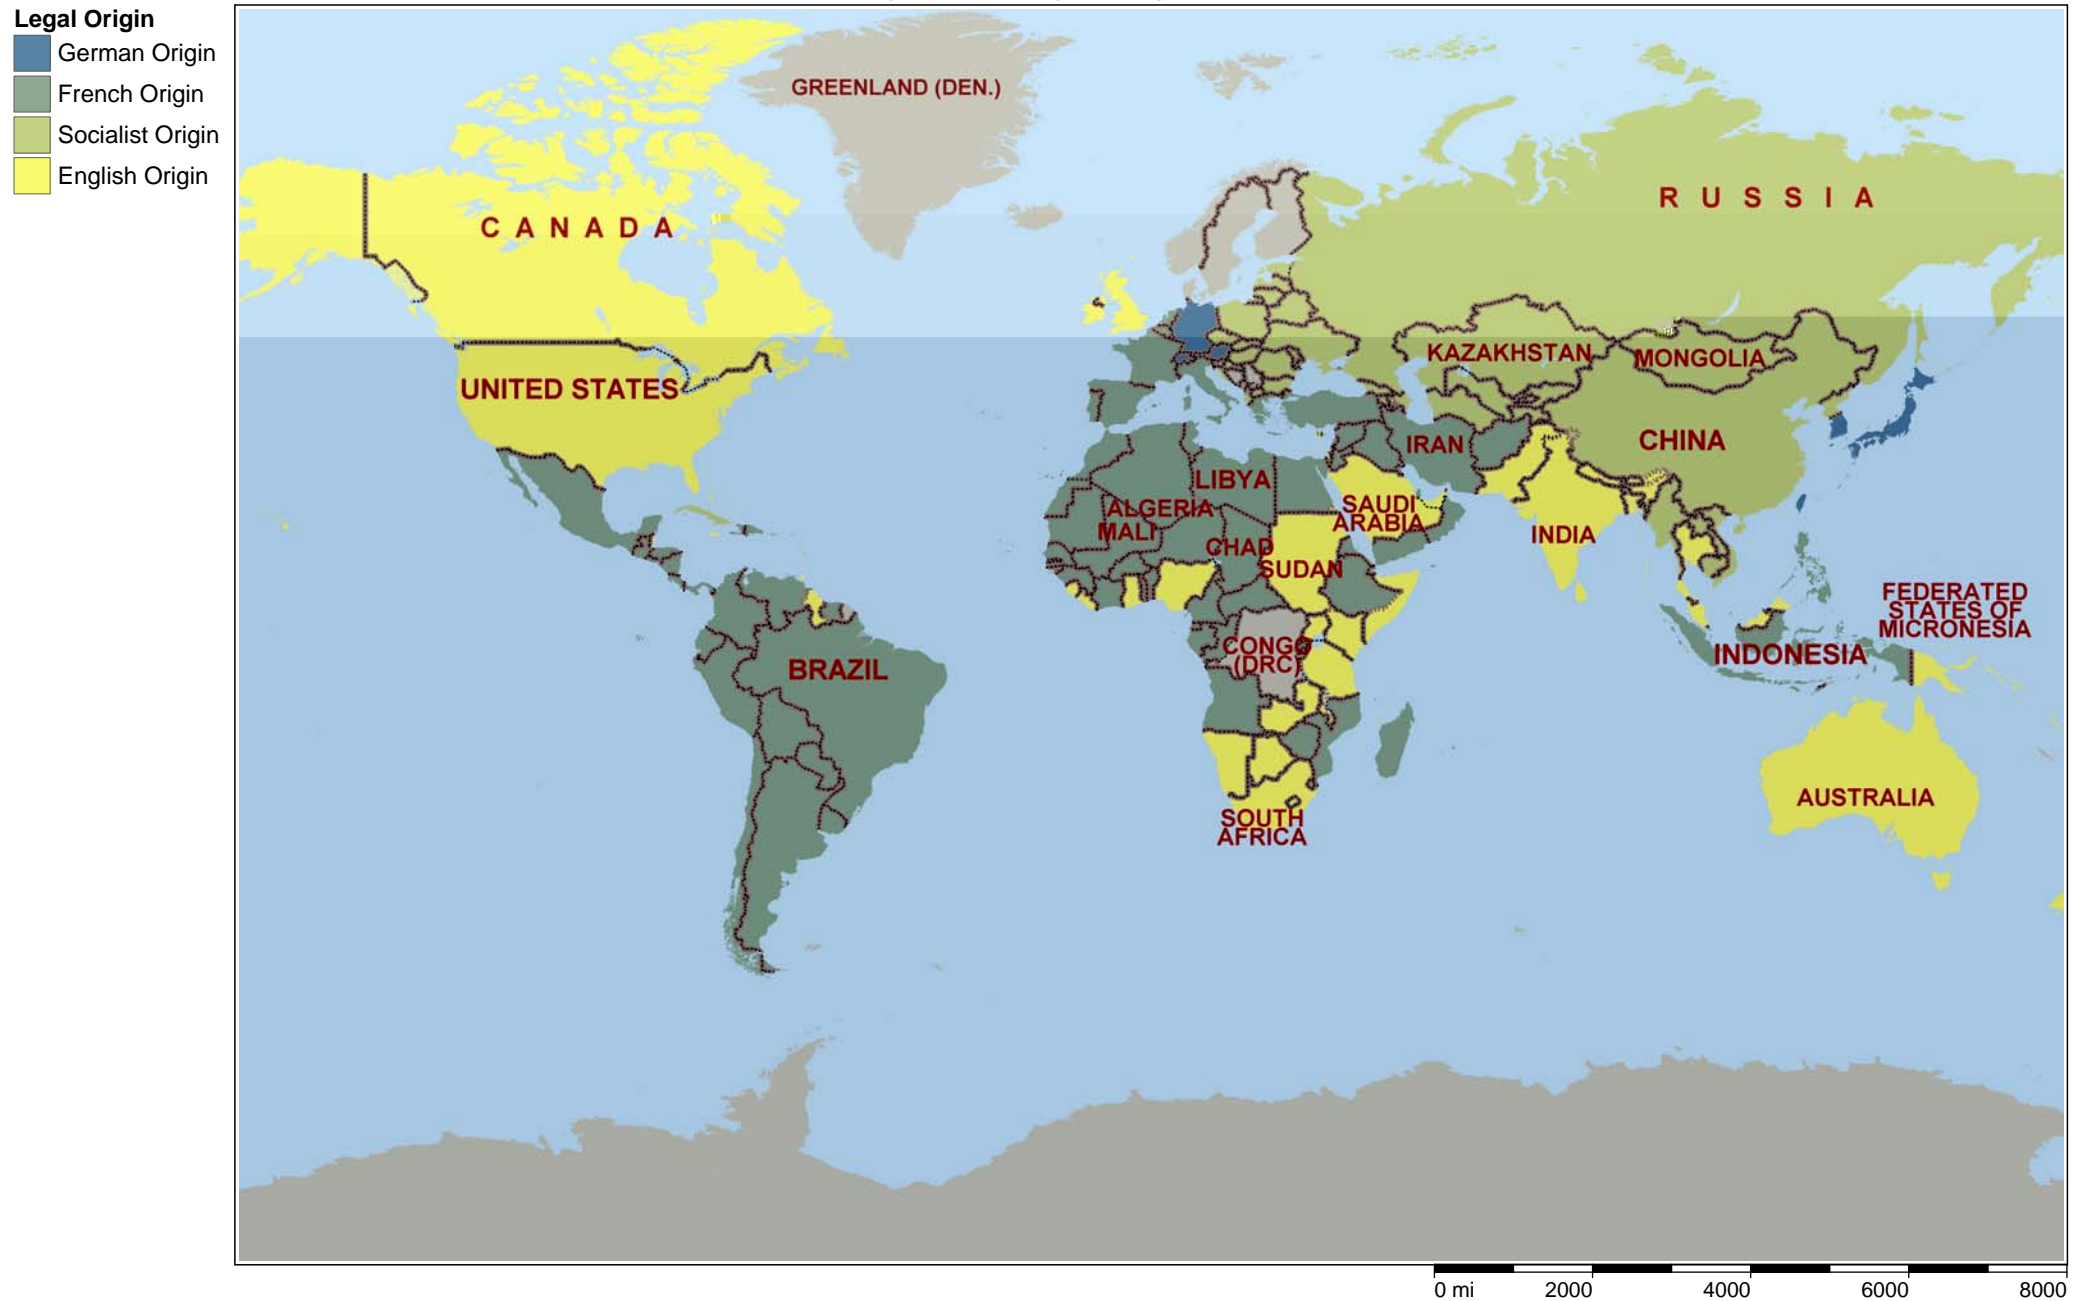 Legal Origin
German Origin
French Origin
Socialist Origin
English Origin
GREENLAND (DEN.)
RUSSIA
CANADA
KAZAKHSTAN
MONGOLIA
UNITED STATES
CHINA
IRAN
LIBYA
ALGERIA
MALI
SAUDI
ARABIA
INDIA
CHAD
SUDAN
FEDERATED
STATES OF
MICRONESIA
CONGO
(DRC)
INDONESIA
BRAZIL
AUSTRALIA
SOUTH
AFRICA
0 mi 2000 4000 6000 8000